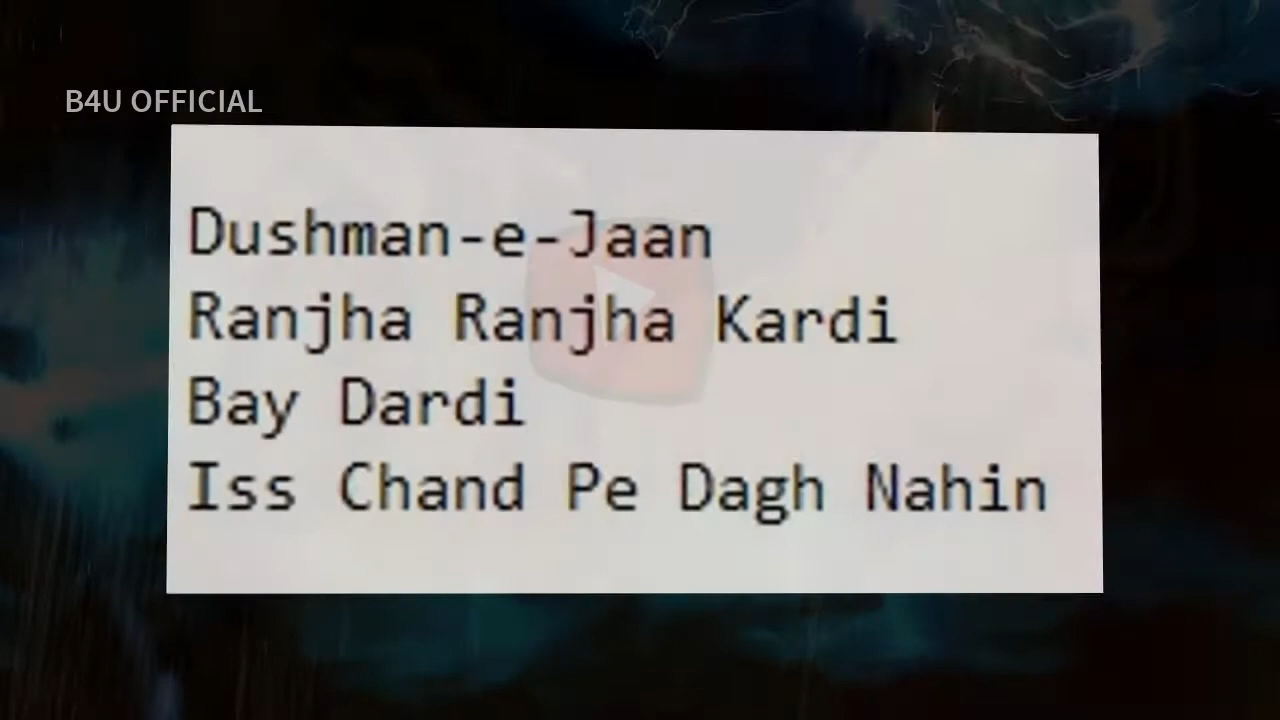 B4U OFFICIAL
Dushman-e-Jaan
Ranjha Ranjha Kardi
Bay Dardi
Iss Chand Pe Dagh Nahin